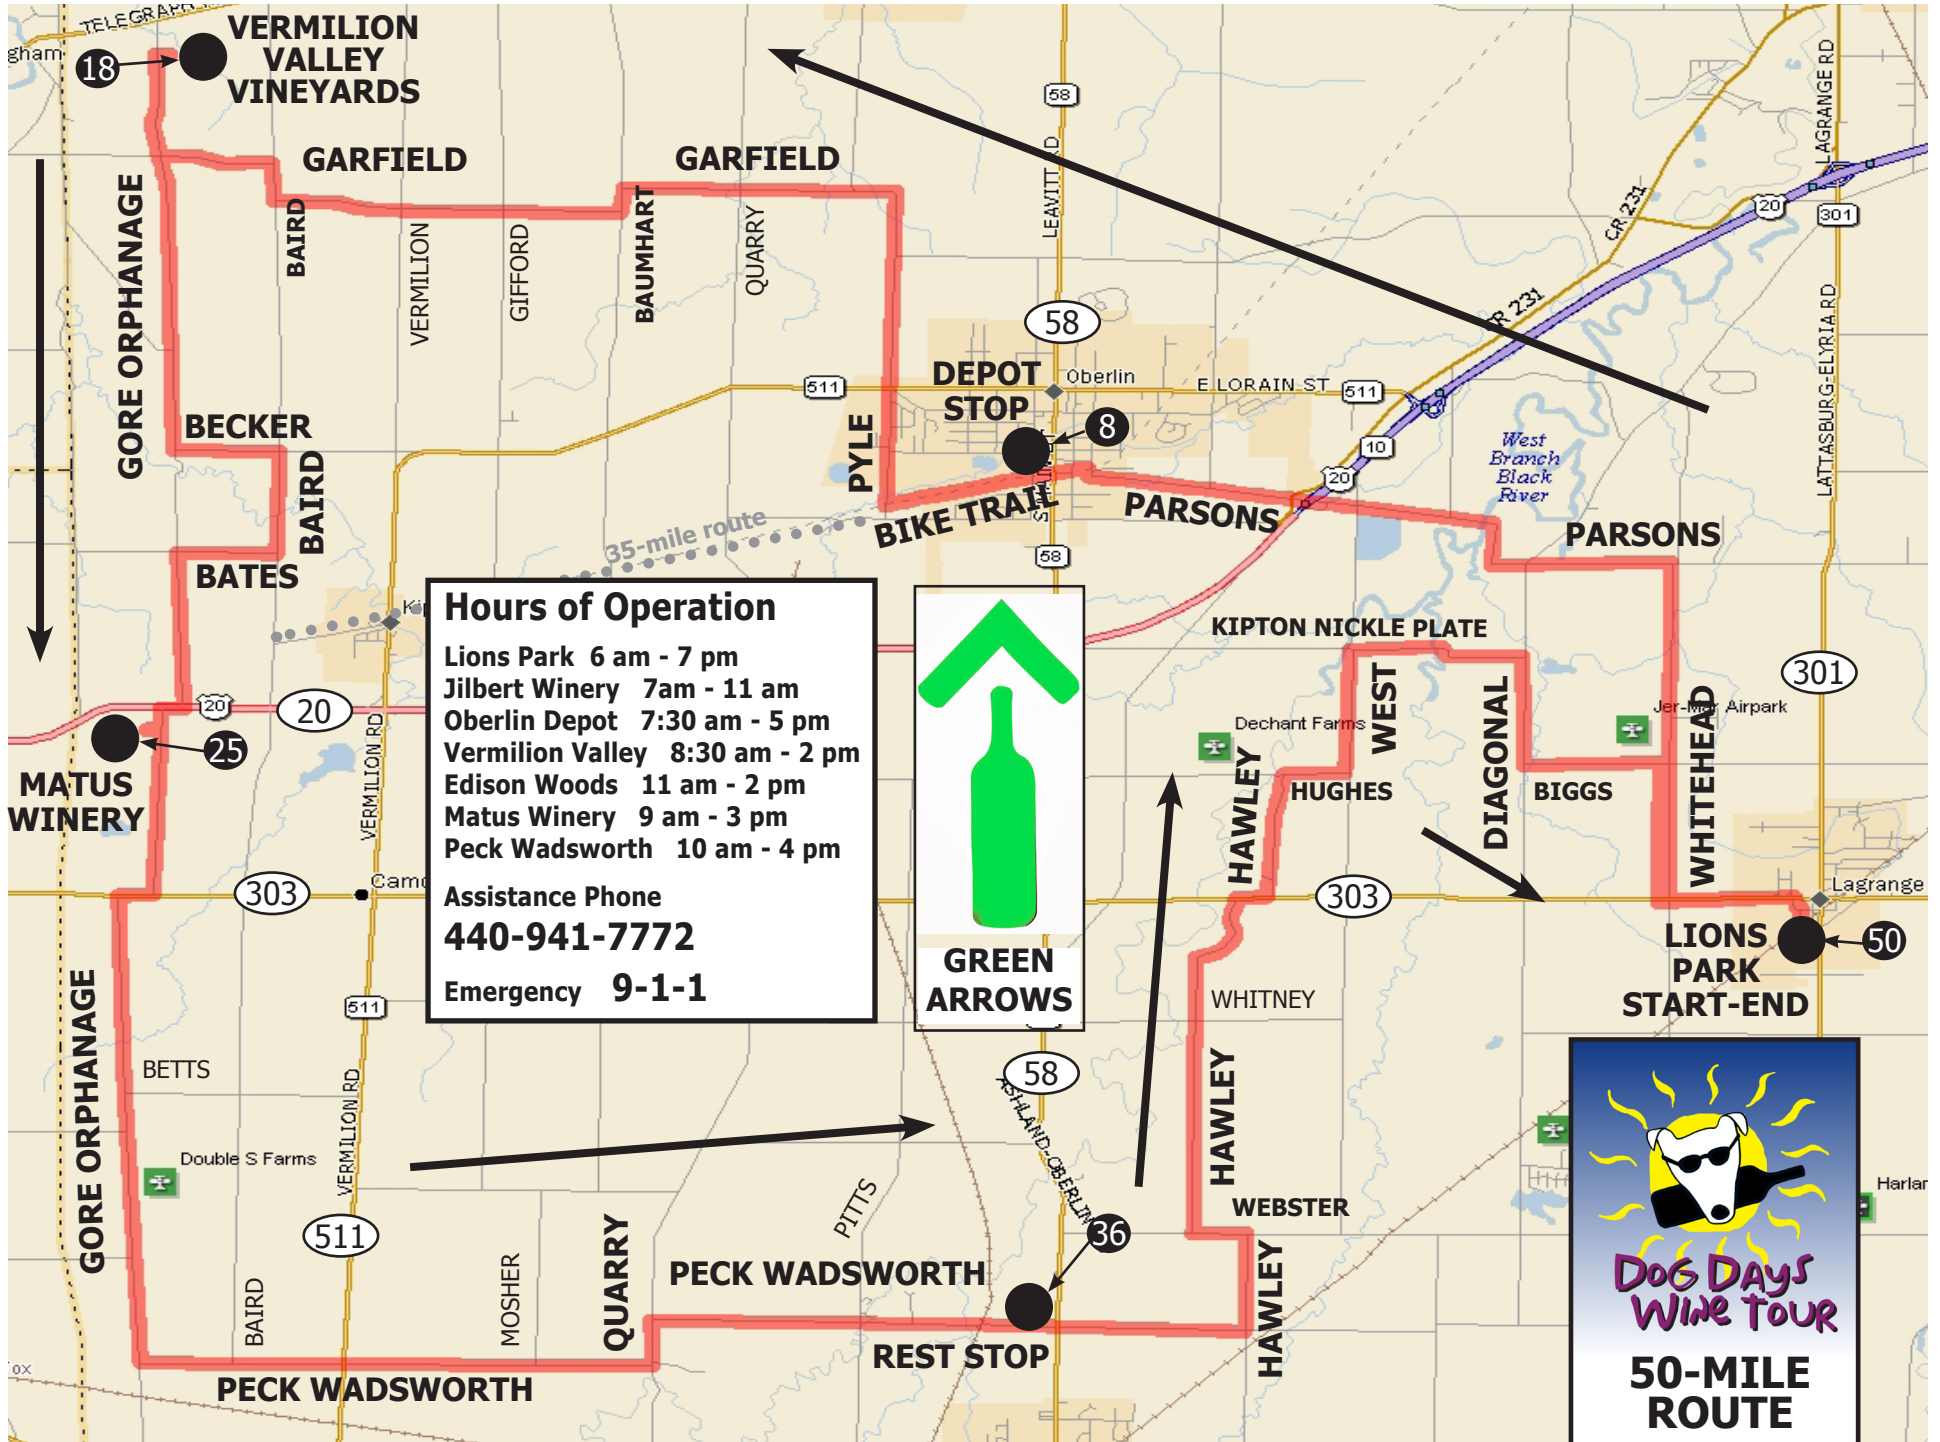 TELEGRAPH
gham
18
VERMILION
VALLEY
VINEYARDS
GARFIELD
GARFIELD
GORE ORPHANAGE
BAIRD
VERMILION
GIFFORD
BAUMHART
QUARRY
58
LEAVITT RD
LAGRANGE RD
CR 231
20
301
58
CR 231
LATTASBURG-ELYRIA RD
DEPOT
STOP
Oberlin
511
E LORAIN ST
511
8
10
20
West
Branch
Black
River
BECKER
BAIRD
PYLE
BIKE TRAIL
PARSONS
PARSONS
35-mile route
58
BATES
KIPTON NICKLE PLATE
Hours of Operation
Lions Park 6 am - 7 pm
Jilbert Winery 7am - 11 am
Oberlin Depot 7:30 am - 5 pm
Vermilion Valley 8:30 am - 2 pm
Edison Woods 11 am - 2 pm
Matus Winery 9 am - 3 pm
Peck Wadsworth 10 am - 4 pm
Assistance Phone
440-941-7772
Emergency 9-1-1
GREEN
ARROWS
301
20
20
25
MATUS
WINERY
VERMILION RD
Dechant Farms
WEST
DIAGONAL
Jer-Mar Airpark
WHITEHEAD
HAWLEY
HUGHES
BIGGS
303
303
Lagrange
LIONS
PARK
START-END
50
511
WHITNEY
GORE ORPHANAGE
BETTS
58
HAWLEY
VERMILION RD
ASHLAND-OBERLIN
Double S Farms
511
QUARRY
PITTS
WEBSTER
36
BAIRD
MOSHER
PECK WADSWORTH
HAWLEY
REST STOP
PECK WADSWORTH
ox
DOG DAYS
WINE TOUR
50-MILE
ROUTE